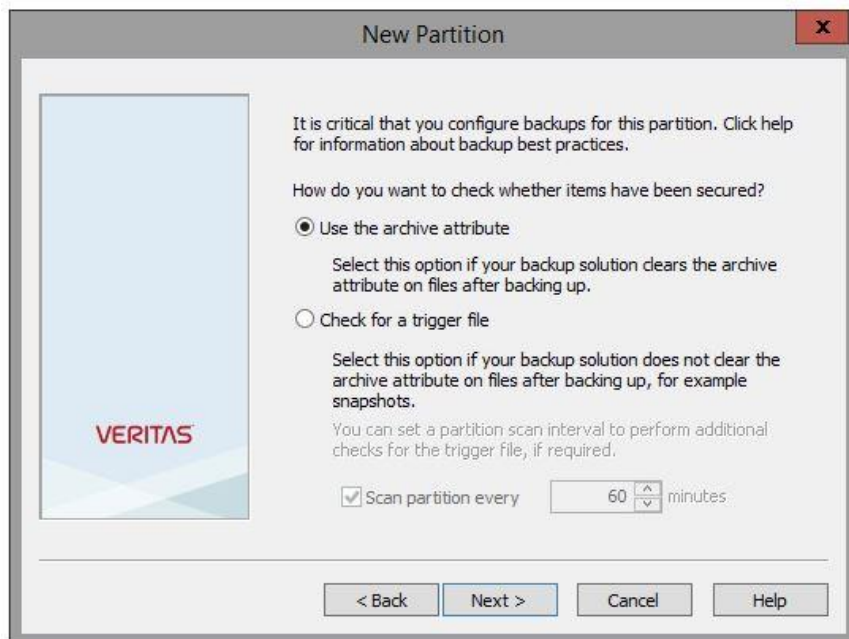 New Partition
x
It is critical that you configure backups for this partition. Click help
for information about backup best practices.
How do you want to check whether items have been secured?
Use the archive attribute
Select this option if your backup solution clears the archive
attribute on files after backing up.
Check for a trigger file
Select this option if your backup solution does not clear the
archive attribute on files after backing up, for example
snapshots.
You can set a partition scan interval to perform additional
checks for the trigger file, if required.
Scan partition every 60 minutes
VERITAS
< Back Next > Cancel Help